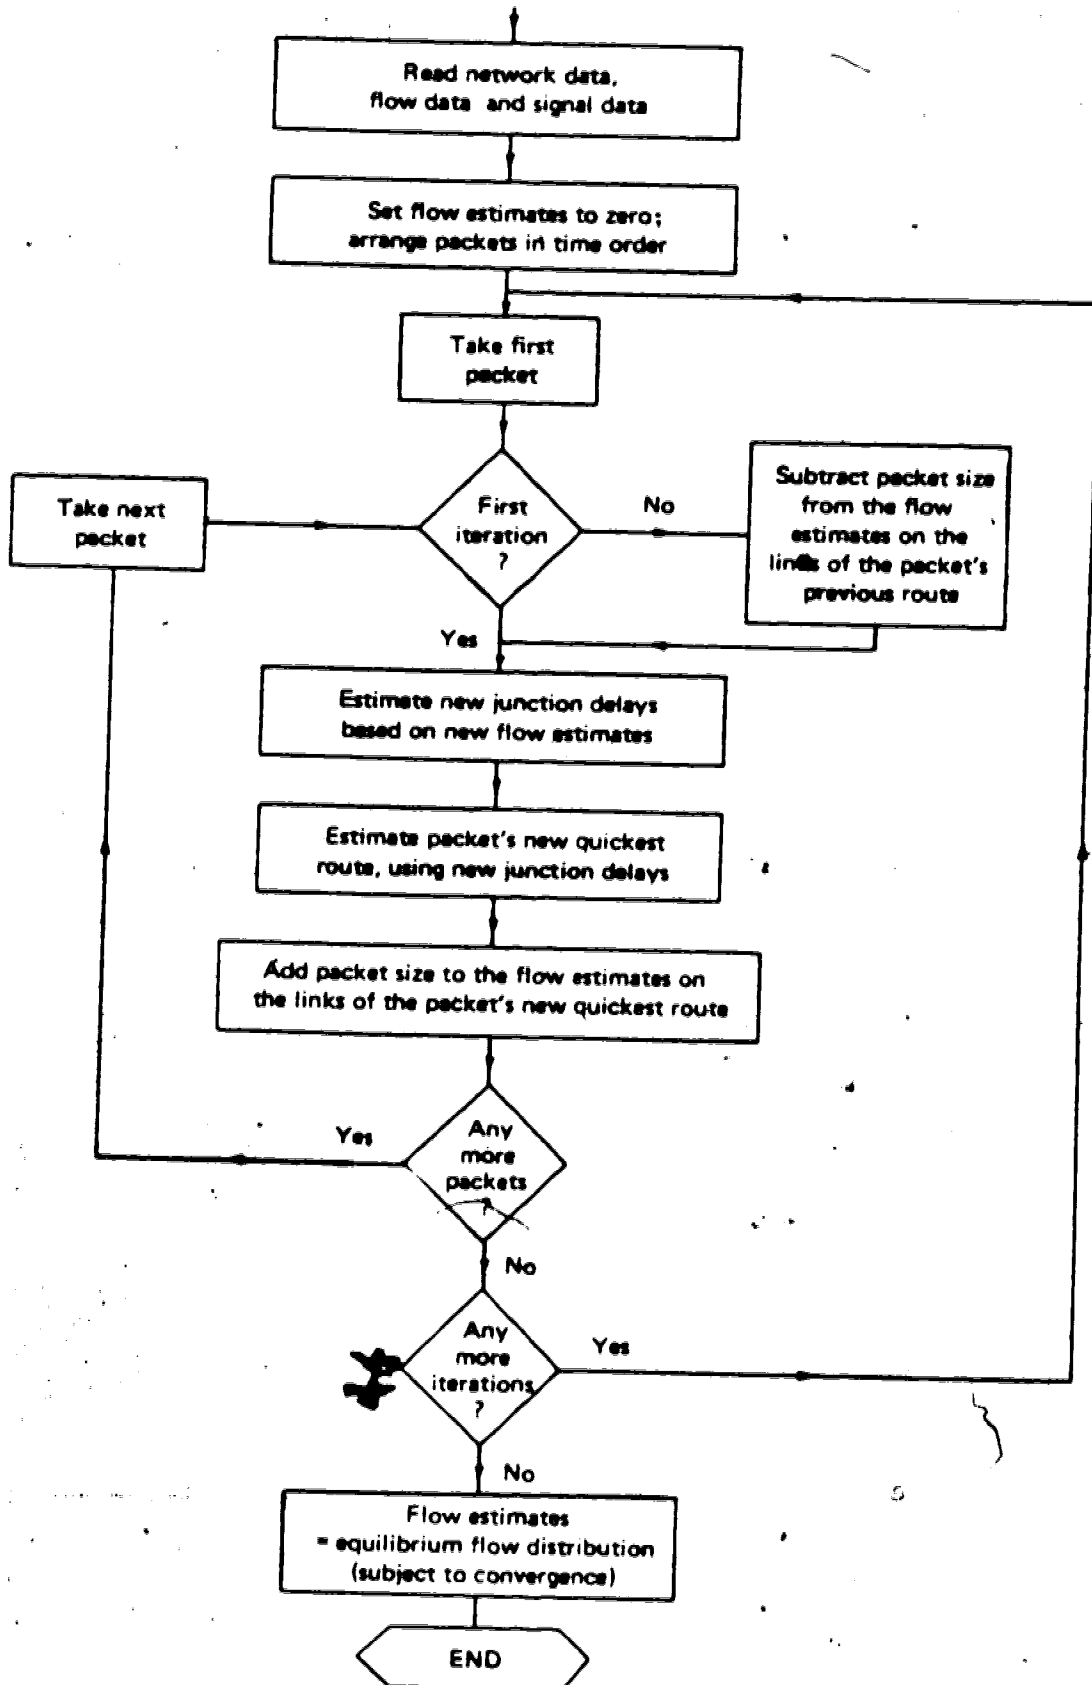 Read network data,
flow data and signal data
Set flow estimates to zero;
arrange packets in time order
Take first
packet
Take next
packet
First
iteration
?
No
Subtract packet size
from the flow
estimates on the
links of the packet's
previous route
Yes
Estimate new junction delays
based on new flow estimates
Estimate packet's new quickest
route, using new junction delays
Add packet size to the flow estimates on
the links of the packet's new quickest route
Yes
Any
more
packets
?
No
Any
more
iterations
?
Yes
No
Flow estimates
= equilibrium flow distribution
(subject to convergence)
END